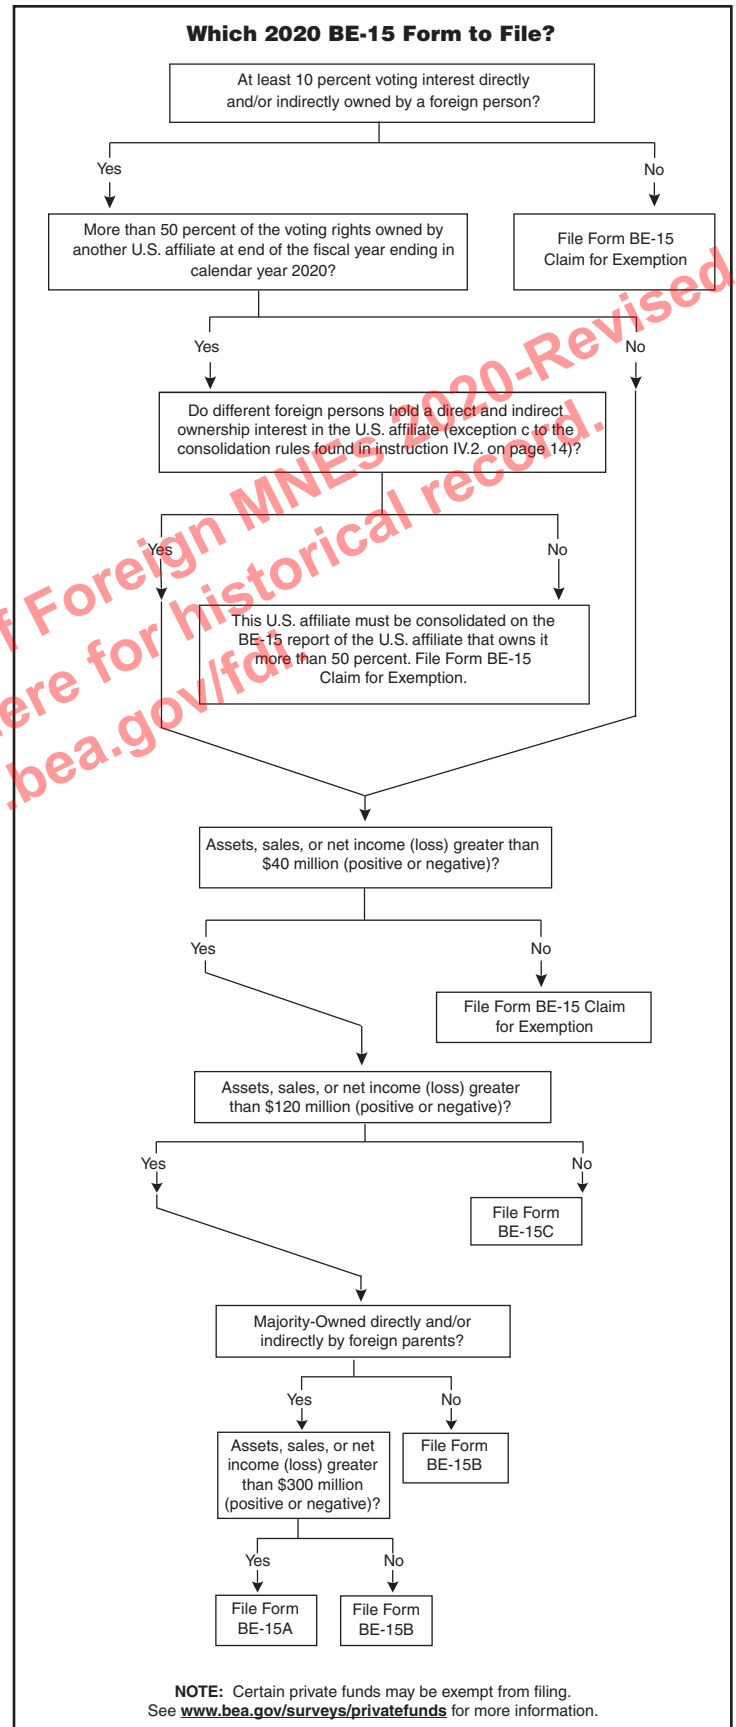 Which 2020 BE-15 Form to File?
At least 10 percent voting interest directly
and/or indirectly owned by a foreign person?
Yes
No
More than 50 percent of the voting rights owned by
another U.S. affiliate at end of the fiscal year ending in
calendar year 2020?
File Form BE-15
Claim for Exemption
Yes
No
Do different foreign persons hold a direct and indirect
ownership interest in the U.S. affiliate (exception c to the
consolidation rules found in instruction IV.2. on page 14)?
Yes
No
This U.S. affiliate must be consolidated on the
BE-15 report of the U.S. affiliate that owns it
more than 50 percent. File Form BE-15
Claim for Exemption.
f Foreign MNEs 2020-Revised
ere for historical record.
.bea.gov/fdi.
Assets, sales, or net income (loss) greater than
$40 million (positive or negative)?
Yes
No
File Form BE-15 Claim
for Exemption
Assets, sales, or net income (loss) greater
than $120 million (positive or negative)?
Yes
No
File Form
BE-15C
Majority-Owned directly and/or
indirectly by foreign parents?
Yes
No
Assets, sales, or net
income (loss) greater
than $300 million
(positive or negative)?
File Form
BE-15B
Yes
No
File Form
BE-15A
File Form
BE-15B
NOTE: Certain private funds may be exempt from filing.
See www.bea.gov/surveys/privatefunds for more information.